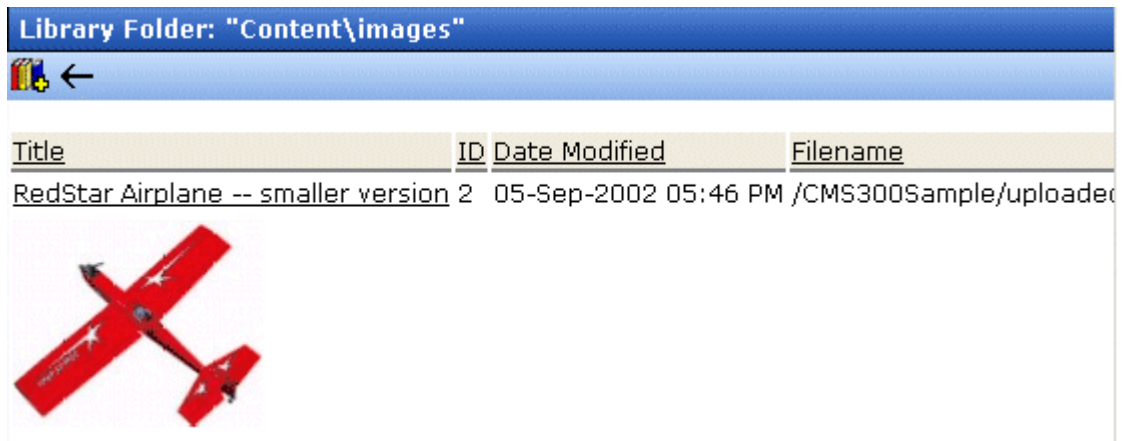 Library Folder: "Content\images"
Title ID Date Modified Filename
RedStar Airplane -- smaller version 2 05-Sep-2002 05:46 PM /CMS300Sample/uploaded